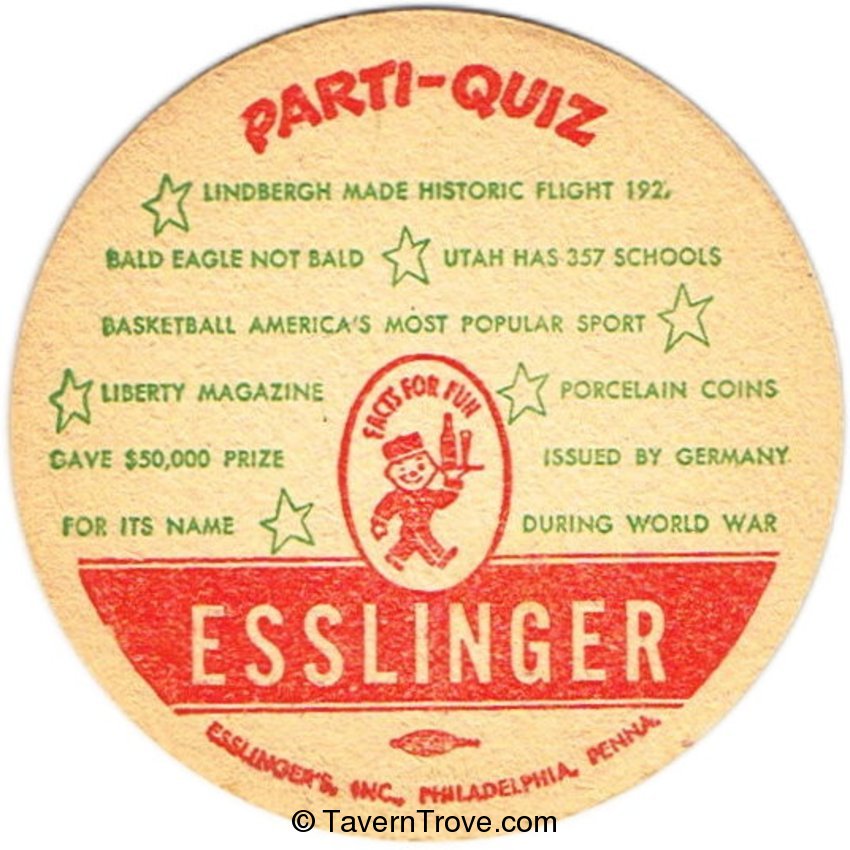 PARTI-QUIZ
LINDBERGH MADE HISTORIC FLIGHT 192
BALD EAGLE NOT BALD UTAH HAS 357 SCHOOLS
BASKETBALL AMERICA'S MOST POPULAR SPORT
LIBERTY MAGAZINE
GAVE $50,000 PRIZE
FOR ITS NAME
PORCELAIN COINS
ISSUED BY GERMANY
DURING WORLD WAR
FACTS FOR FUN
ESSLINGER
ESSLINGER'S, INC., PHILADELPHIA, PENNA.
© TavernTrove.com